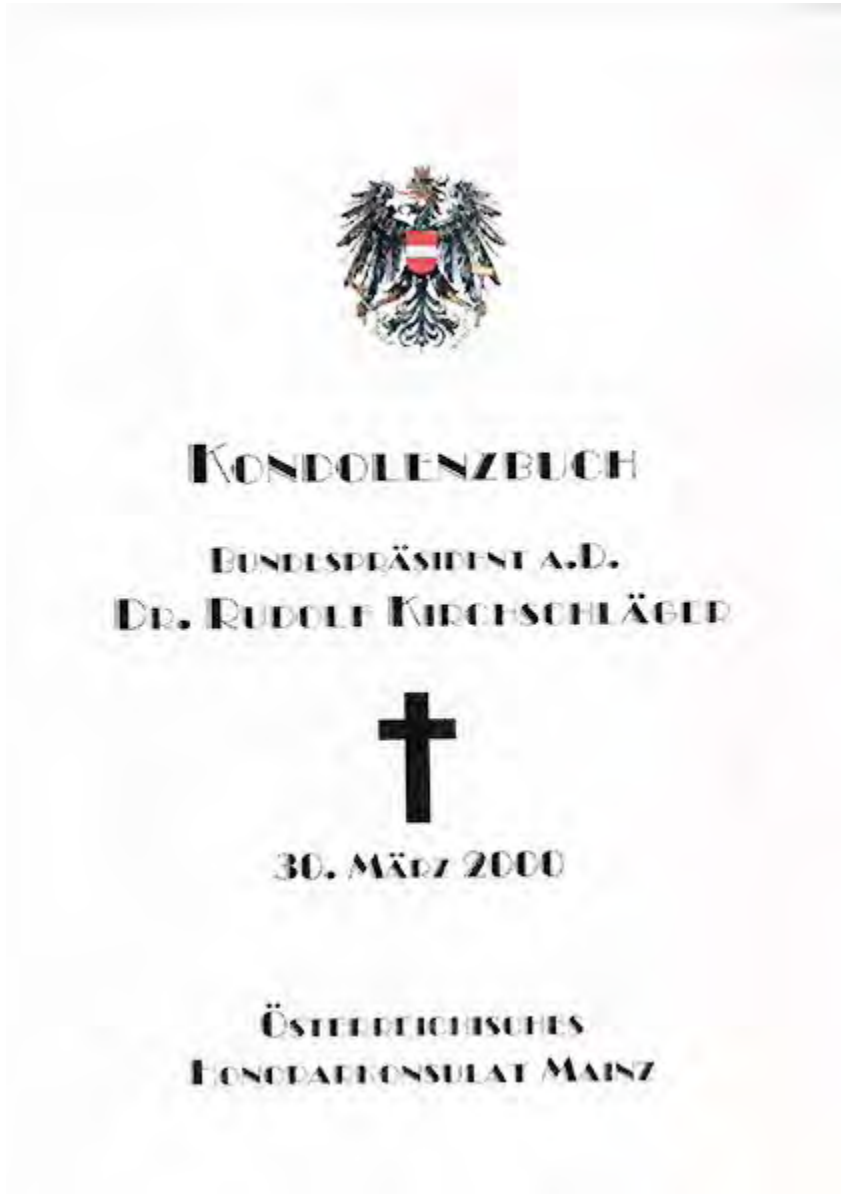 Kondolenzbuch
Bundespräsident a.D.
Dr. Rudolf Kirchschläger
30. März 2000
Österreichisches
Honorarkonsulat Mainz